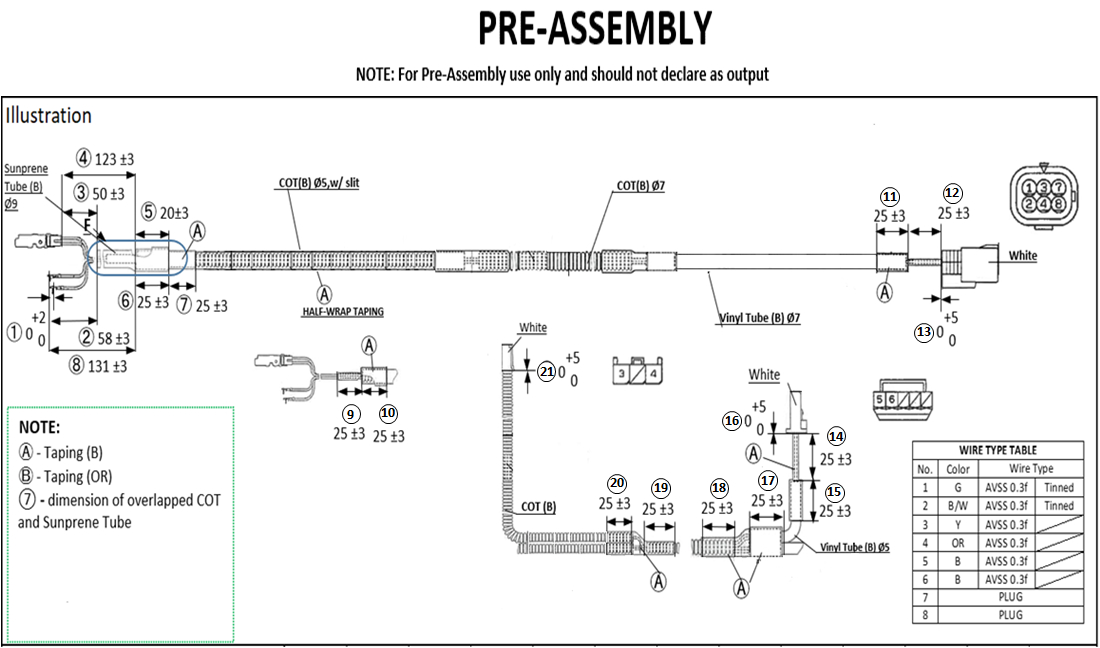 PRE-ASSEMBLY
NOTE: For Pre-Assembly use only and should not declare as output
Illustration
④ 123 ±3
Sunprene
Tube (B)
Ø9
③ 50 ±3
F
⑤ 20±3
A
COT(B) Ø5,w/ slit
COT(B) Ø7
⑪
25 ±3
⑫
25 ±3
① ③ ⑦
② ④ ⑧
White
⑥ 25 ±3
⑦ 25 ±3
A
HALF-WRAP TAPING
A
Vinyl Tube (B) Ø7
+2
① 0
0
② 58 ±3
⑧ 131 ±3
+5
⑬ 0
0
A
⑨
25 ±3
⑩
25 ±3
White
+5
㉑ 0
0
3 4
White
+5
⑯ 0
0
5 6
A
⑭
25 ±3
⑮
25 ±3
⑰
25 ±3
⑱
25 ±3
⑲
25 ±3
⑳
25 ±3
COT (B)
Vinyl Tube (B) Ø5
A
A
NOTE:
Ⓐ - Taping (B)
Ⓑ - Taping (OR)
⑦ - dimension of overlapped COT
and Sunprene Tube
WIRE TYPE TABLE
No. Color Wire Type
1 G AVSS 0.3f Tinned
2 B/W AVSS 0.3f Tinned
3 Y AVSS 0.3f
4 OR AVSS 0.3f
5 B AVSS 0.3f
6 B AVSS 0.3f
7 PLUG
8 PLUG